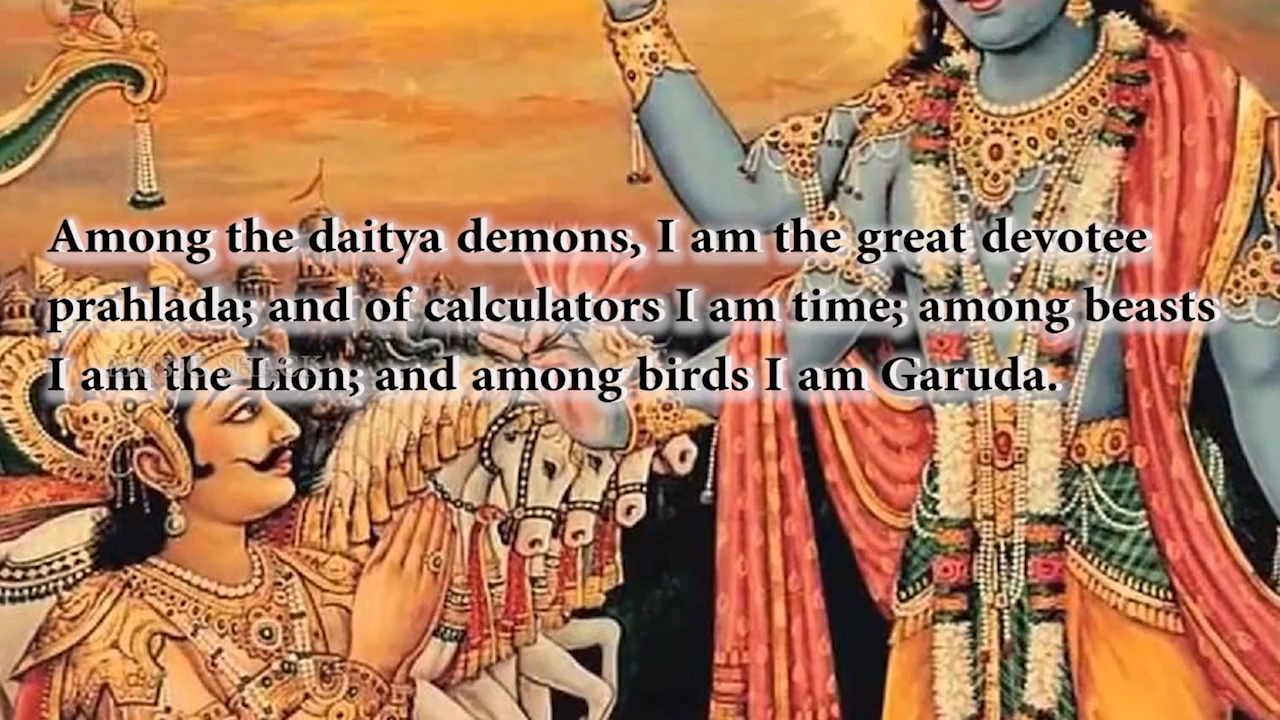 Among the daitya demons, I am the great devotee
prahlada; and of calculators I am time; among beasts
I am the Lion; and among birds I am Garuda.